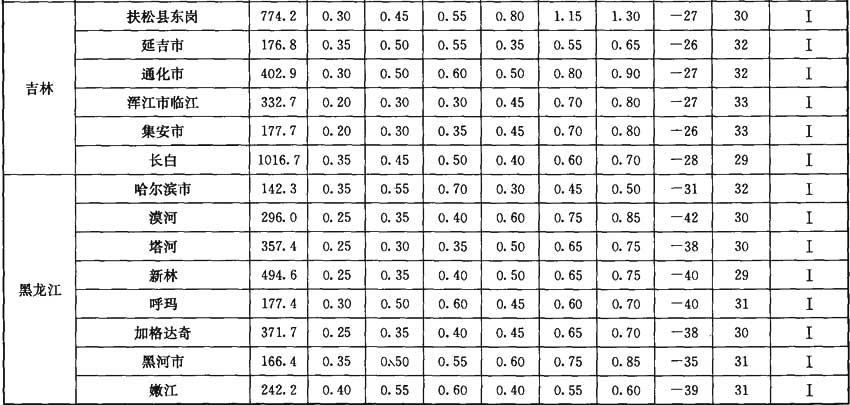 吉林
扶松县东岗 774.2 0.30 0.45 0.55 0.80 1.15 1.30 -27 30 Ⅰ
延吉市 176.8 0.35 0.50 0.55 0.35 0.55 0.65 -26 32 Ⅰ
通化市 402.9 0.30 0.50 0.60 0.50 0.80 0.90 -27 32 Ⅰ
浑江市临江 332.7 0.20 0.30 0.30 0.45 0.70 0.80 -27 33 Ⅰ
集安市 177.7 0.20 0.30 0.35 0.45 0.70 0.80 -26 33 Ⅰ
长白 1016.7 0.35 0.45 0.50 0.40 0.60 0.70 -28 29 Ⅰ
黑龙江
哈尔滨市 142.3 0.35 0.55 0.70 0.30 0.45 0.50 -31 32 Ⅰ
漠河 296.0 0.25 0.35 0.40 0.60 0.75 0.85 -42 30 Ⅰ
塔河 357.4 0.25 0.30 0.35 0.50 0.65 0.75 -38 30 Ⅰ
新林 494.6 0.25 0.35 0.40 0.50 0.65 0.75 -40 29 Ⅰ
呼玛 177.4 0.30 0.50 0.60 0.45 0.60 0.70 -40 31 Ⅰ
加格达奇 371.7 0.25 0.35 0.40 0.45 0.65 0.70 -38 30 Ⅰ
黑河市 166.4 0.35 0.50 0.55 0.60 0.75 0.85 -35 31 Ⅰ
嫩江 242.2 0.40 0.55 0.60 0.40 0.55 0.60 -39 31 Ⅰ